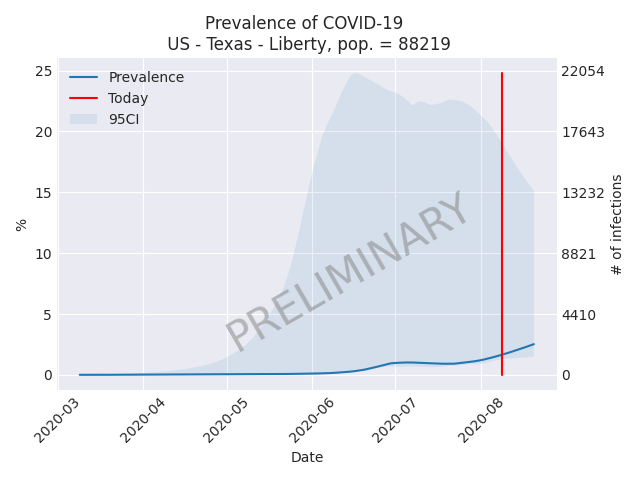 Prevalence of COVID-19
US - Texas - Liberty, pop. = 88219
Prevalence
Today
95CI
25
20
15
10
5
0
%
22054
17643
13232
8821
4410
0
# of infections
PRELIMINARY
2020-03
2020-04
2020-05
2020-06
2020-07
2020-08
Date